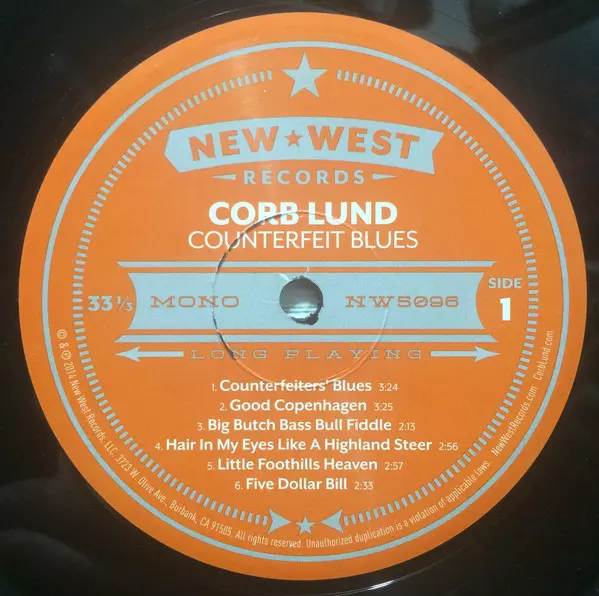 NEW★WEST
RECORDS
CORB LUND
COUNTERFEIT BLUES
33 1/3 MONO NW5096 SIDE 1
LONG PLAYING
1. Counterfeiters' Blues 3:24
2. Good Copenhagen 3:25
3. Big Butch Bass Bull Fiddle 2:13
4. Hair In My Eyes Like A Highland Steer 2:56
5. Little Foothills Heaven 2:57
6. Five Dollar Bill 2:33
© & ℗ 2014 New West Records, LLC. 3723 W. Olive Ave., Burbank, CA 91505. All rights reserved. Unauthorized duplication is a violation of applicable laws
NewWestRecords.com
CorbLund.com